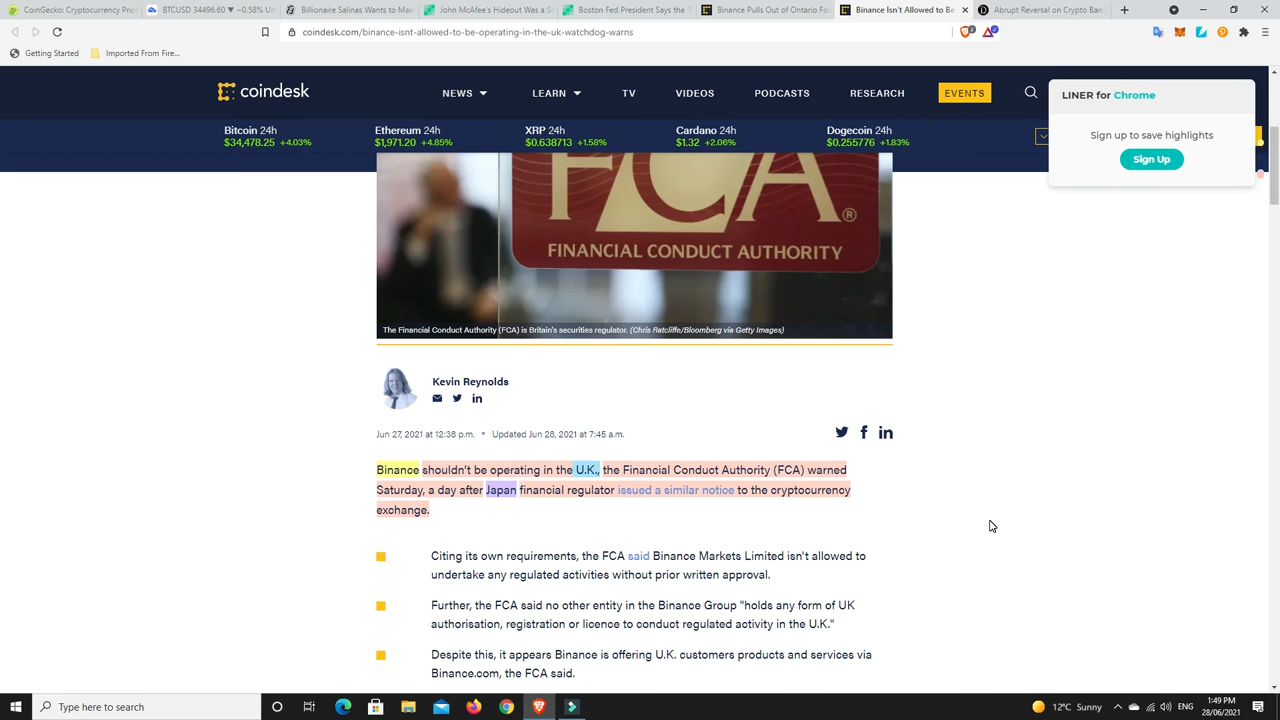 CoinGecko: Cryptocurrency Price
BTCUSD 34496.60 ▼ −0.58% Un
Billionaire Salinas Wants to Make
John McAfee's Hideout Was a S
Boston Fed President Says the
Binance Pulls Out of Ontario Fol
Binance Isn't Allowed to Be
Abrupt Reversal on Crypto Ban
coindesk.com/binance-isnt-allowed-to-be-operating-in-the-uk-watchdog-warns
Getting Started
Imported From Fire...
coindesk
NEWS
LEARN
TV
VIDEOS
PODCASTS
RESEARCH
EVENTS
LINER for Chrome
Sign up to save highlights
Sign Up
Bitcoin 24h
$34,478.25 +4.03%
Ethereum 24h
$1,971.20 +4.85%
XRP 24h
$0.638713 +1.58%
Cardano 24h
$1.32 +2.06%
Dogecoin 24h
$0.255776 +1.83%
FCA®
FINANCIAL CONDUCT AUTHORITY
The Financial Conduct Authority (FCA) is Britain's securities regulator. (Chris Ratcliffe/Bloomberg via Getty Images)
Kevin Reynolds
Jun 27, 2021 at 12:38 p.m. • Updated Jun 28, 2021 at 7:45 a.m.
Binance shouldn't be operating in the U.K., the Financial Conduct Authority (FCA) warned
Saturday, a day after Japan financial regulator issued a similar notice to the cryptocurrency
exchange.
Citing its own requirements, the FCA said Binance Markets Limited isn't allowed to
undertake any regulated activities without prior written approval.
Further, the FCA said no other entity in the Binance Group "holds any form of UK
authorisation, registration or licence to conduct regulated activity in the U.K."
Despite this, it appears Binance is offering U.K. customers products and services via
Binance.com, the FCA said.
Type here to search
12°C Sunny
ENG
1:49 PM
28/06/2021